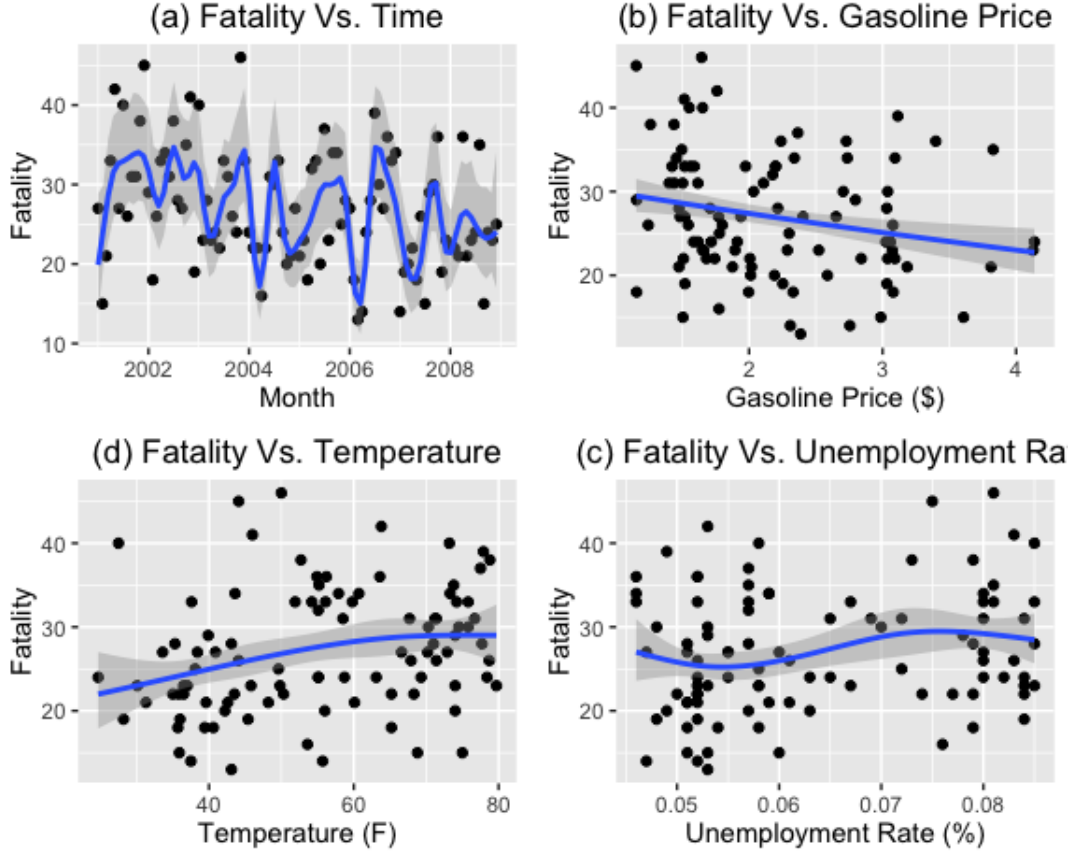 (a) Fatality Vs. Time
Fatality
40
30
20
10
2002 2004 2006 2008
Month
(b) Fatality Vs. Gasoline Price
Fatality
40
30
20
2 3 4
Gasoline Price ($)
(d) Fatality Vs. Temperature
Fatality
40
30
20
40 60 80
Temperature (F)
(c) Fatality Vs. Unemployment Rat
Fatality
40
30
20
0.05 0.06 0.07 0.08
Unemployment Rate (%)